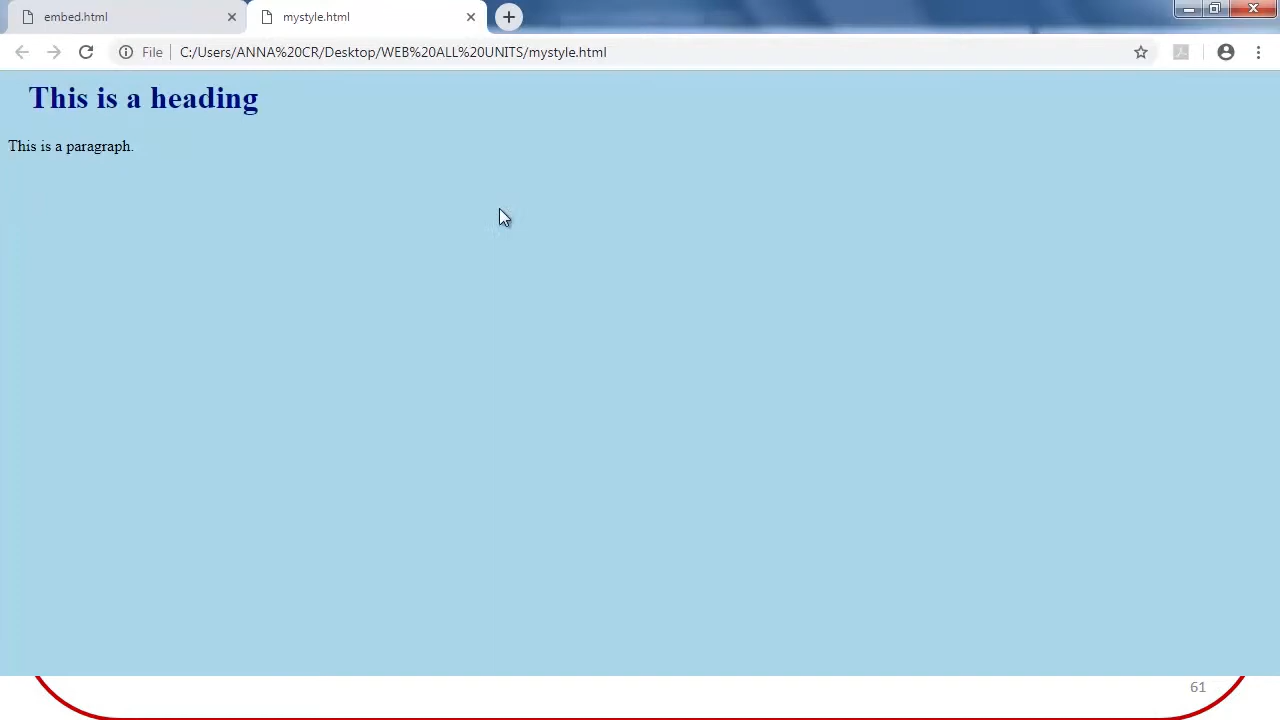 embed.html
mystyle.html
File
C:/Users/ANNA%20CR/Desktop/WEB%20ALL%20UNITS/mystyle.html
This is a heading
This is a paragraph.
61